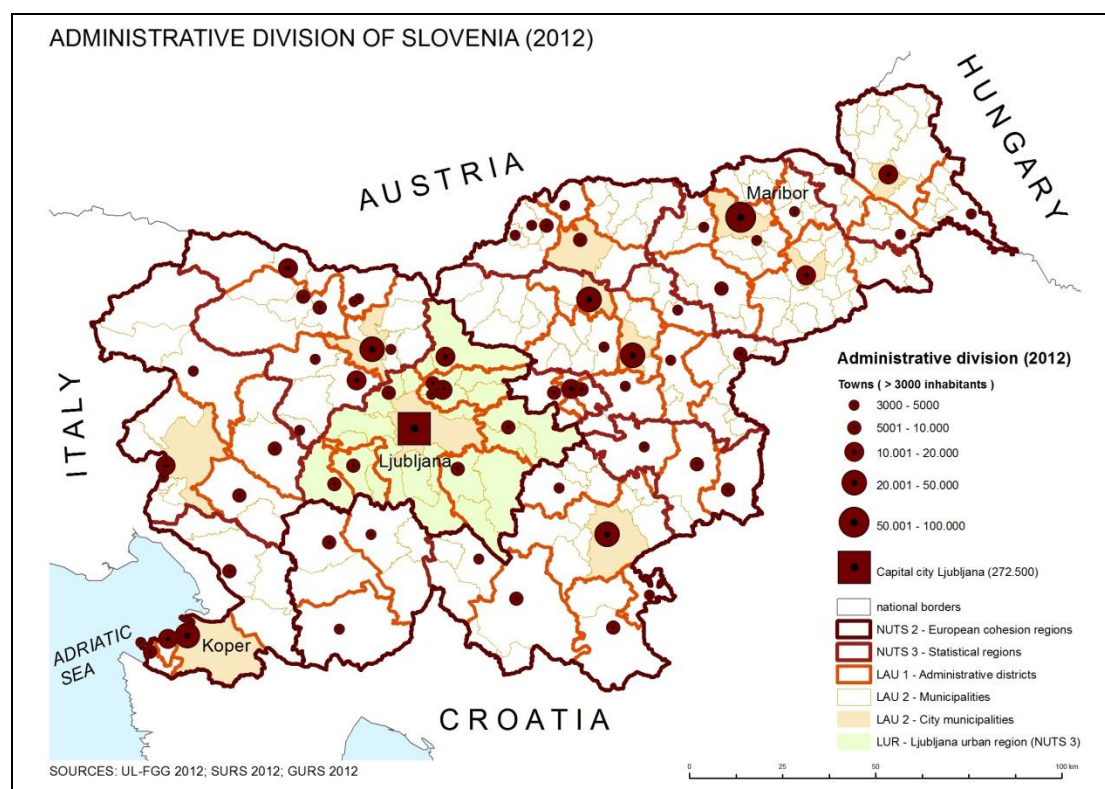 ADMINISTRATIVE DIVISION OF SLOVENIA (2012)
HUNGARY
AUSTRIA
Maribor
ITALY
Ljubljana
Koper
ADRIATIC
SEA
CROATIA
Administrative division (2012)
Towns ( > 3000 inhabitants )
3000 - 5000
5001 - 10.000
10.001 - 20.000
20.001 - 50.000
50.001 - 100.000
Capital city Ljubljana (272.500)
national borders
NUTS 2 - European cohesion regions
NUTS 3 - Statistical regions
LAU 1 - Administrative districts
LAU 2 - Municipalities
LAU 2 - City municipalities
LUR - Ljubljana urban region (NUTS 3)
SOURCES: UL-FGG 2012; SURS 2012; GURS 2012
0 25 50 100 km